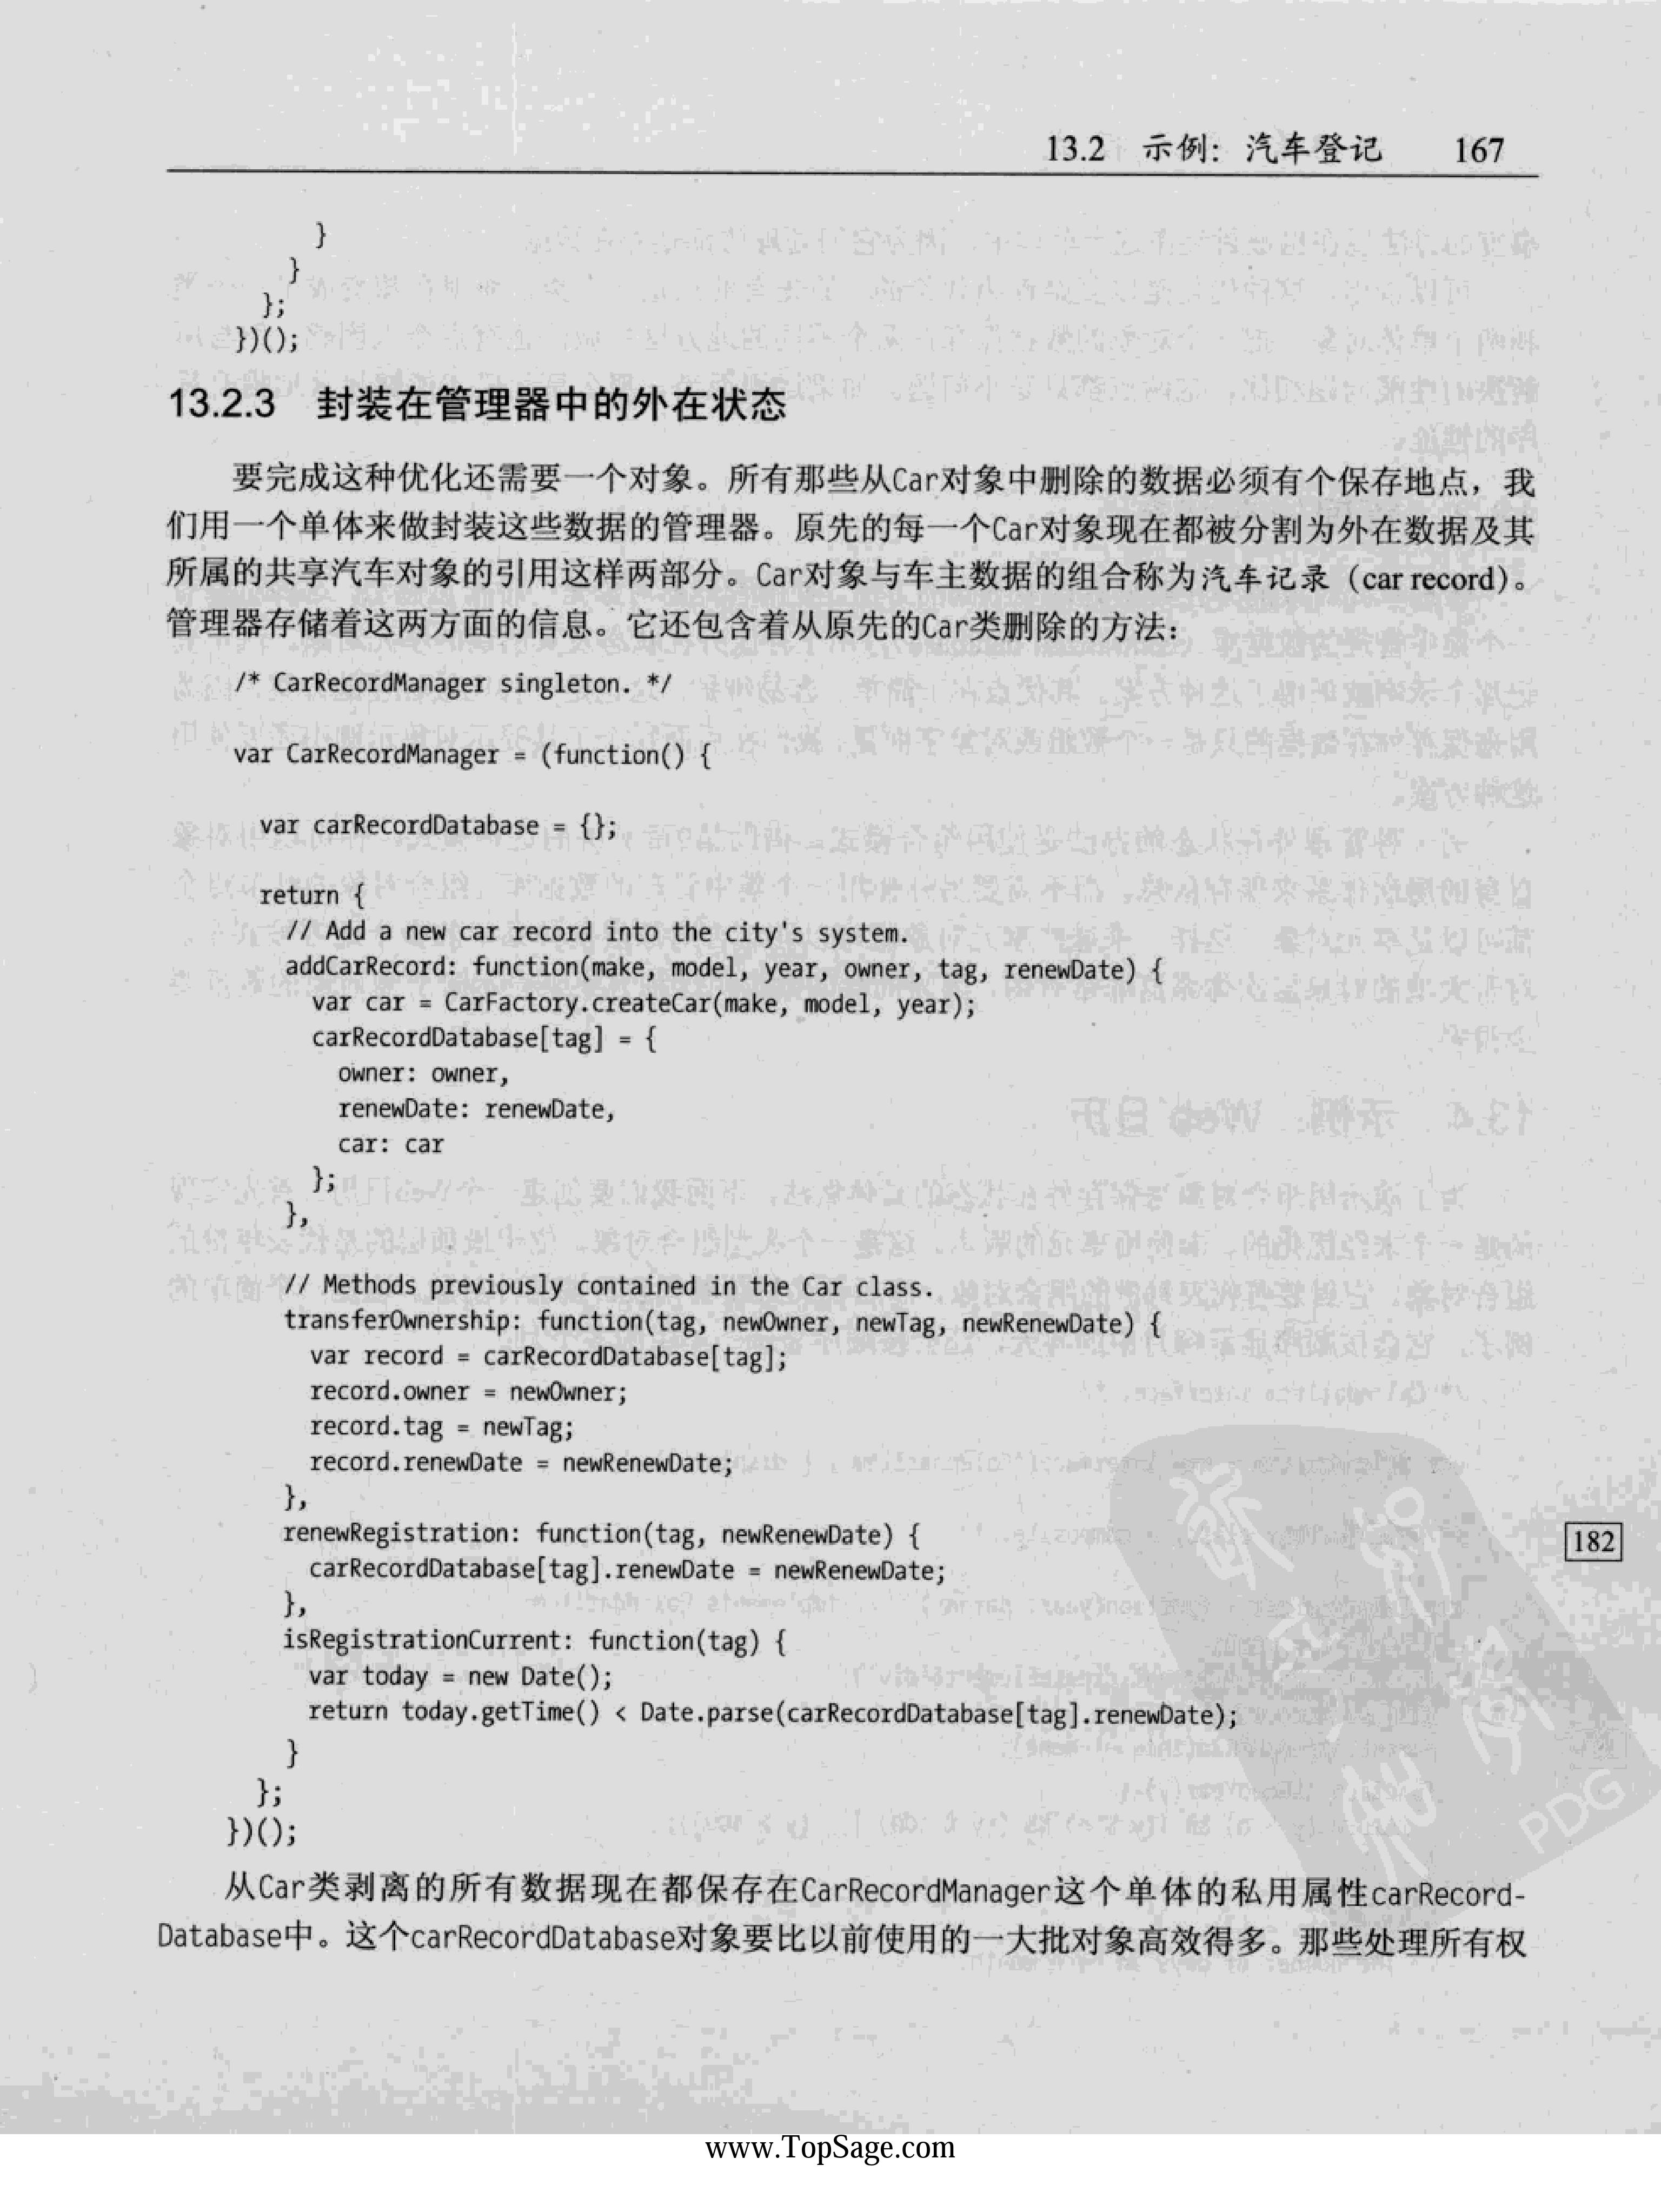 13.2 示例：汽车登记 167
}
}
};
})();
13.2.3 封装在管理器中的外在状态
要完成这种优化还需要一个对象。所有那些从Car对象中删除的数据必须有个保存地点，我
们用一个单体来做封装这些数据的管理器。原先的每一个Car对象现在都被分割为外在数据及其
所属的共享汽车对象的引用这样两部分。Car对象与车主数据的组合称为汽车记录（car record）。
管理器存储着这两方面的信息。它还包含着从原先的Car类删除的方法：
/* CarRecordManager singleton. */
var CarRecordManager = (function() {
var carRecordDatabase = {};
return {
// Add a new car record into the city's system.
addCarRecord: function(make, model, year, owner, tag, renewDate) {
var car = CarFactory.createCar(make, model, year);
carRecordDatabase[tag] = {
owner: owner,
renewDate: renewDate,
car: car
};
},
// Methods previously contained in the Car class.
transferOwnership: function(tag, newOwner, newTag, newRenewDate) {
var record = carRecordDatabase[tag];
record.owner = newOwner;
record.tag = newTag;
record.renewDate = newRenewDate;
},
renewRegistration: function(tag, newRenewDate) {
182
carRecordDatabase[tag].renewDate = newRenewDate;
},
isRegistrationCurrent: function(tag) {
var today = new Date();
return today.getTime() < Date.parse(carRecordDatabase[tag].renewDate);
}
};
})();
PDG
从Car类剥离的所有数据现在都保存在CarRecordManager这个单体的私用属性carRecord-
Database中。这个carRecordDatabase对象要比以前使用的一大批对象高效得多。那些处理所有权
www.TopSage.com